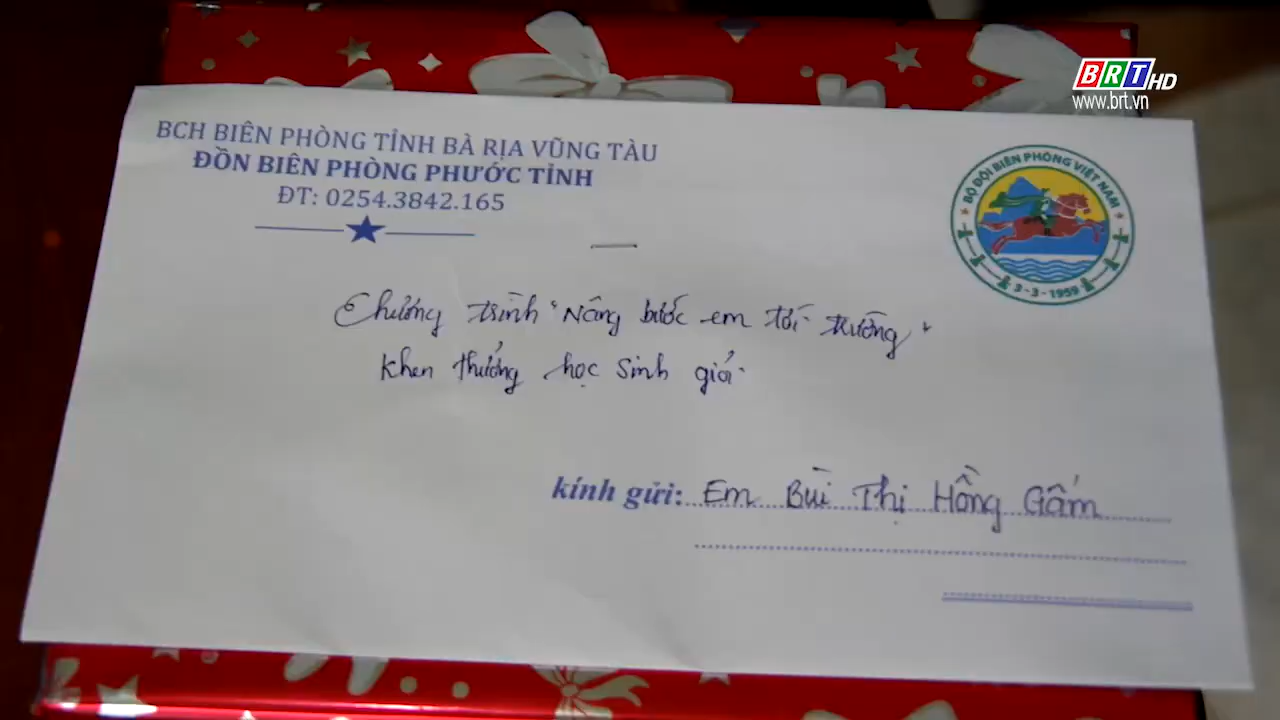 BRT HD
www.brt.vn
BCH BIÊN PHÒNG TỈNH BÀ RỊA VŨNG TÀU
ĐỒN BIÊN PHÒNG PHƯỚC TỈNH
ĐT: 0254.3842.165
BỘ ĐỘI BIÊN PHÒNG VIỆT NAM
3-3-1959
Chương trình "Nâng bước em tới trường"
Khen thưởng học sinh giỏi
kính gửi: Em Bùi Thị Hồng Gấm